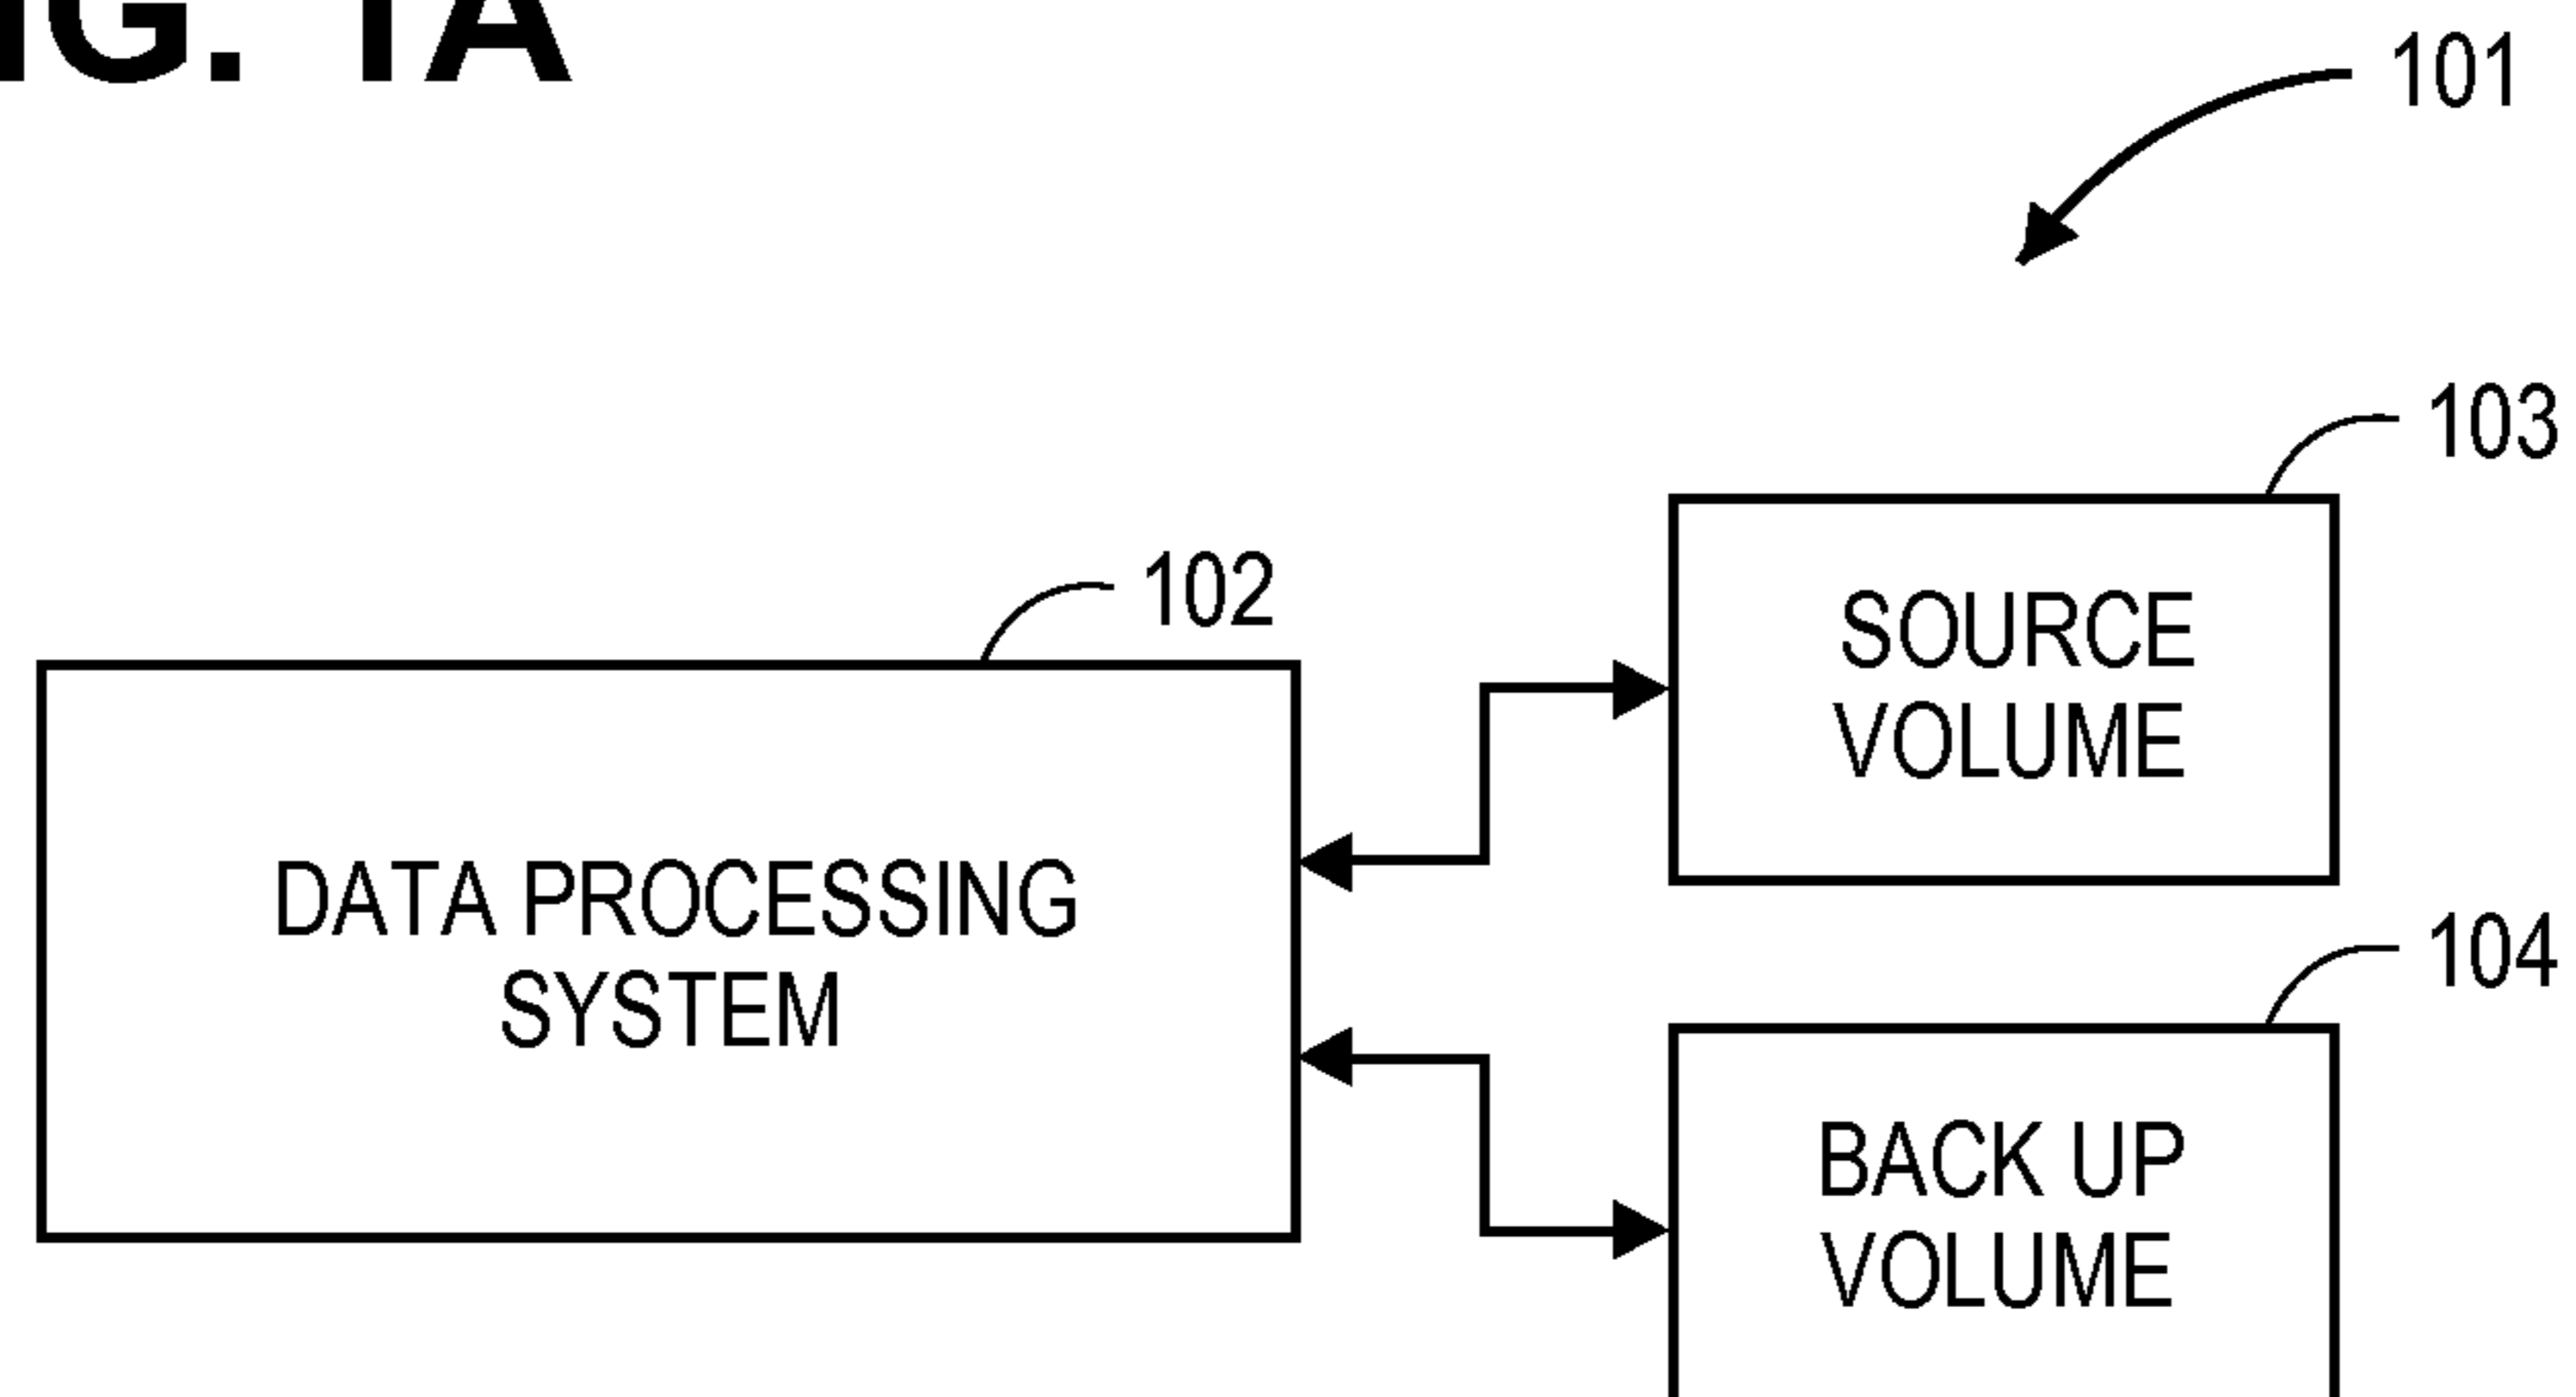 IG. 1A
101
103
102
SOURCE
VOLUME
DATA PROCESSING
SYSTEM
104
BACK UP
VOLUME